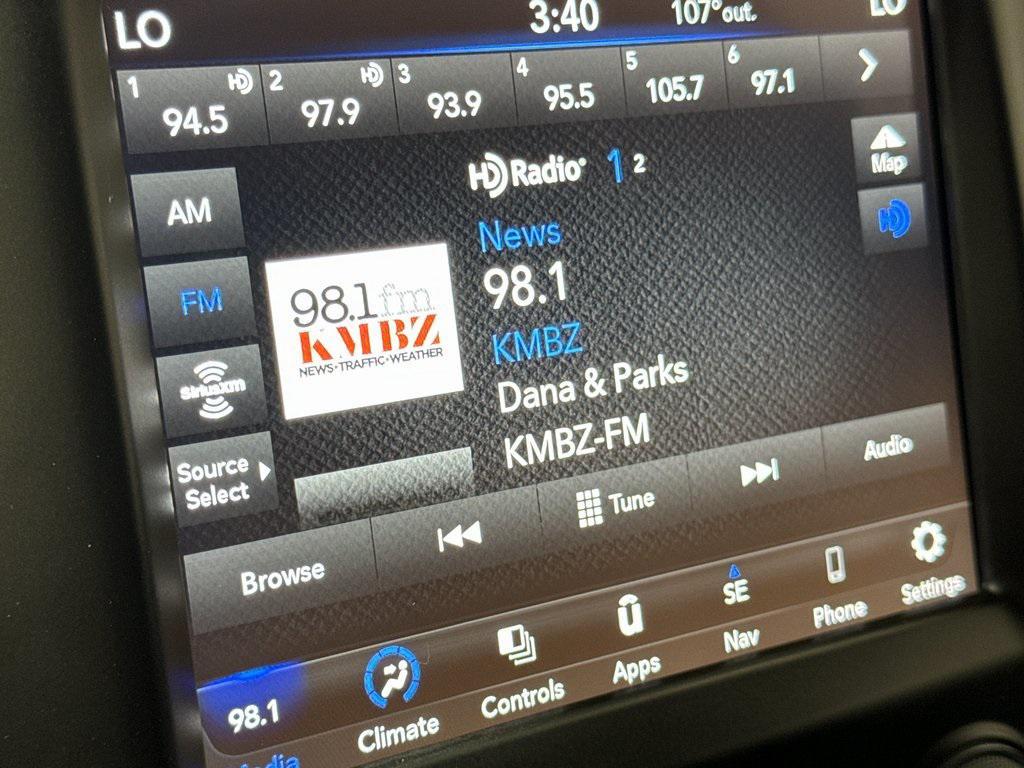 LO 3:40 107° out. LO
1 HD 94.5 2 HD 97.9 3 93.9 4 95.5 5 105.7 6 97.1
HD Radio 1 2
Map
AM
News
FM
98.1
98.1 fm
KMBZ
NEWS·TRAFFIC·WEATHER
KMBZ
Dana & Parks
KMBZ-FM
HD
SiriusXM
Source
Select
Browse Tune Audio
98.1 Climate Controls Apps SE Nav Phone Settings